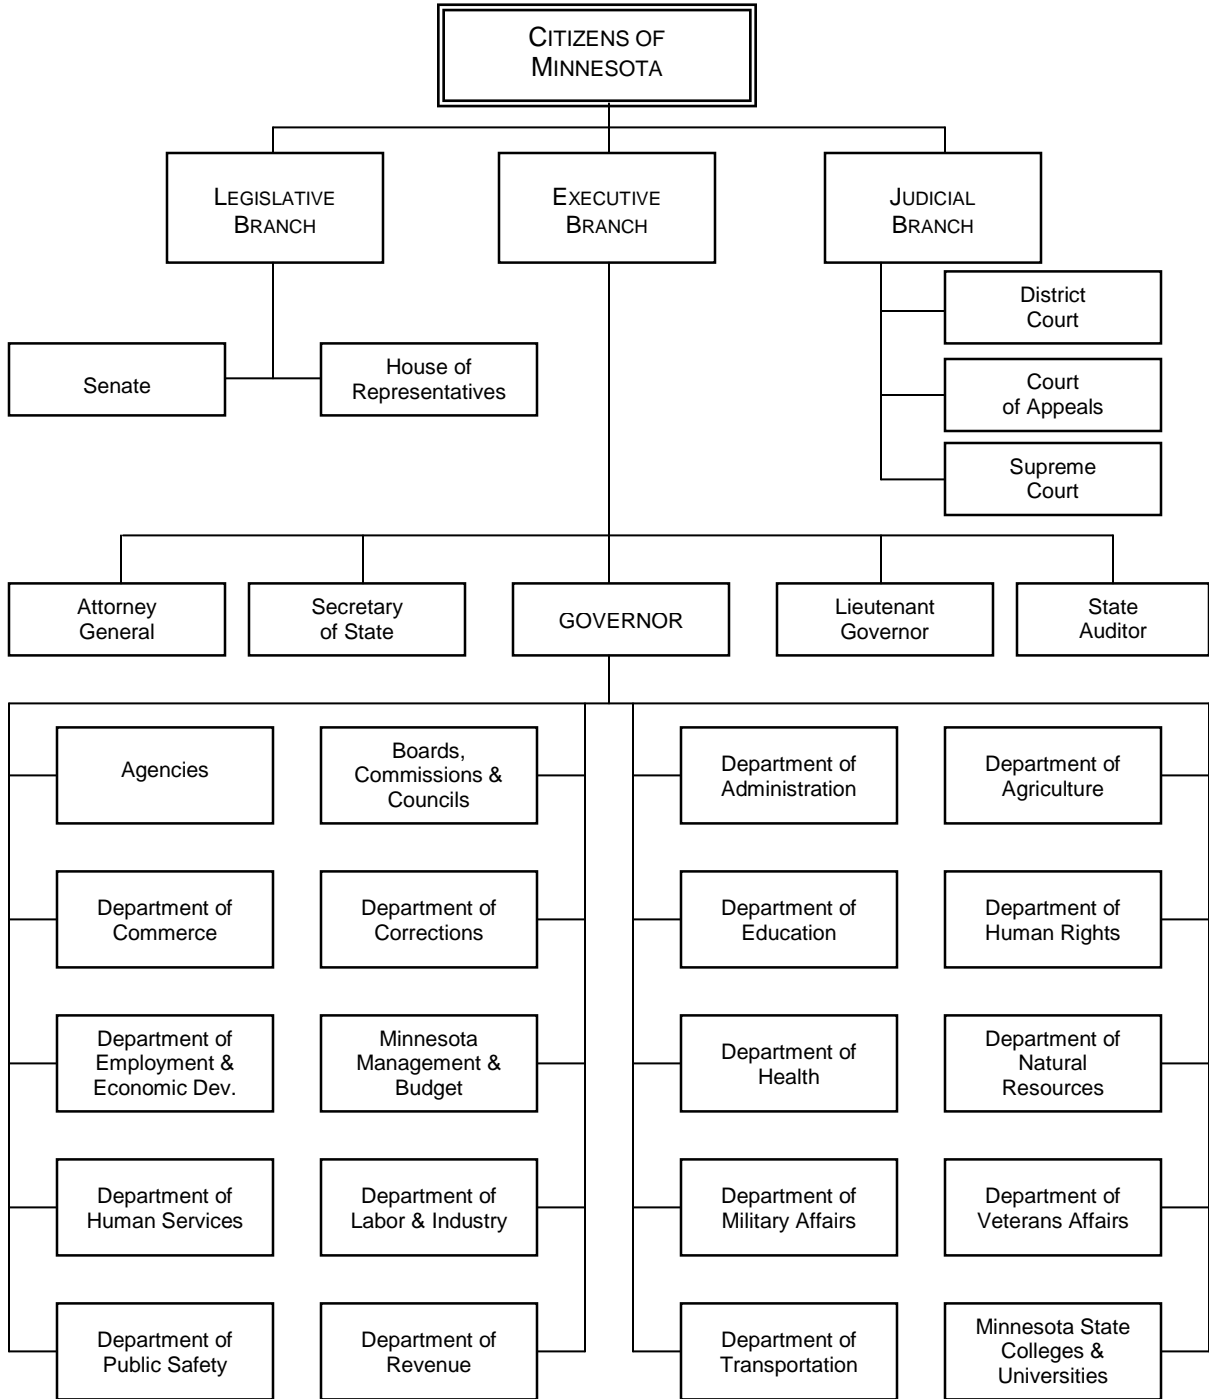 CITIZENS OF
MINNESOTA
LEGISLATIVE
BRANCH
EXECUTIVE
BRANCH
JUDICIAL
BRANCH
District
Court
Senate
House of
Representatives
Court
of Appeals
Supreme
Court
Attorney
General
Secretary
of State
GOVERNOR
Lieutenant
Governor
State
Auditor
Agencies
Boards,
Commissions &
Councils
Department of
Administration
Department of
Agriculture
Department of
Commerce
Department of
Corrections
Department of
Education
Department of
Human Rights
Department of
Employment &
Economic Dev.
Minnesota
Management &
Budget
Department of
Health
Department of
Natural
Resources
Department of
Human Services
Department of
Labor & Industry
Department of
Military Affairs
Department of
Veterans Affairs
Department of
Public Safety
Department of
Revenue
Department of
Transportation
Minnesota State
Colleges &
Universities